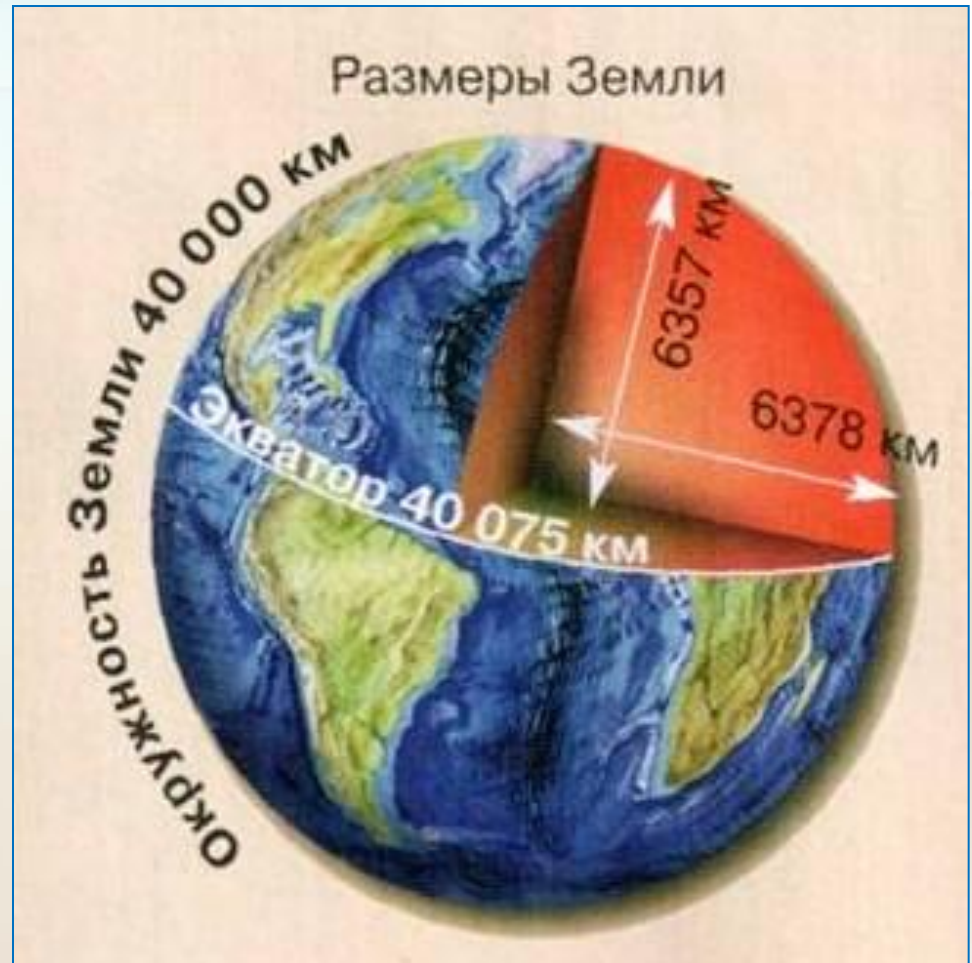 Размеры Земли
Окружность Земли 40 000 км
6357 км
6378 км
Экватор 40 075 км